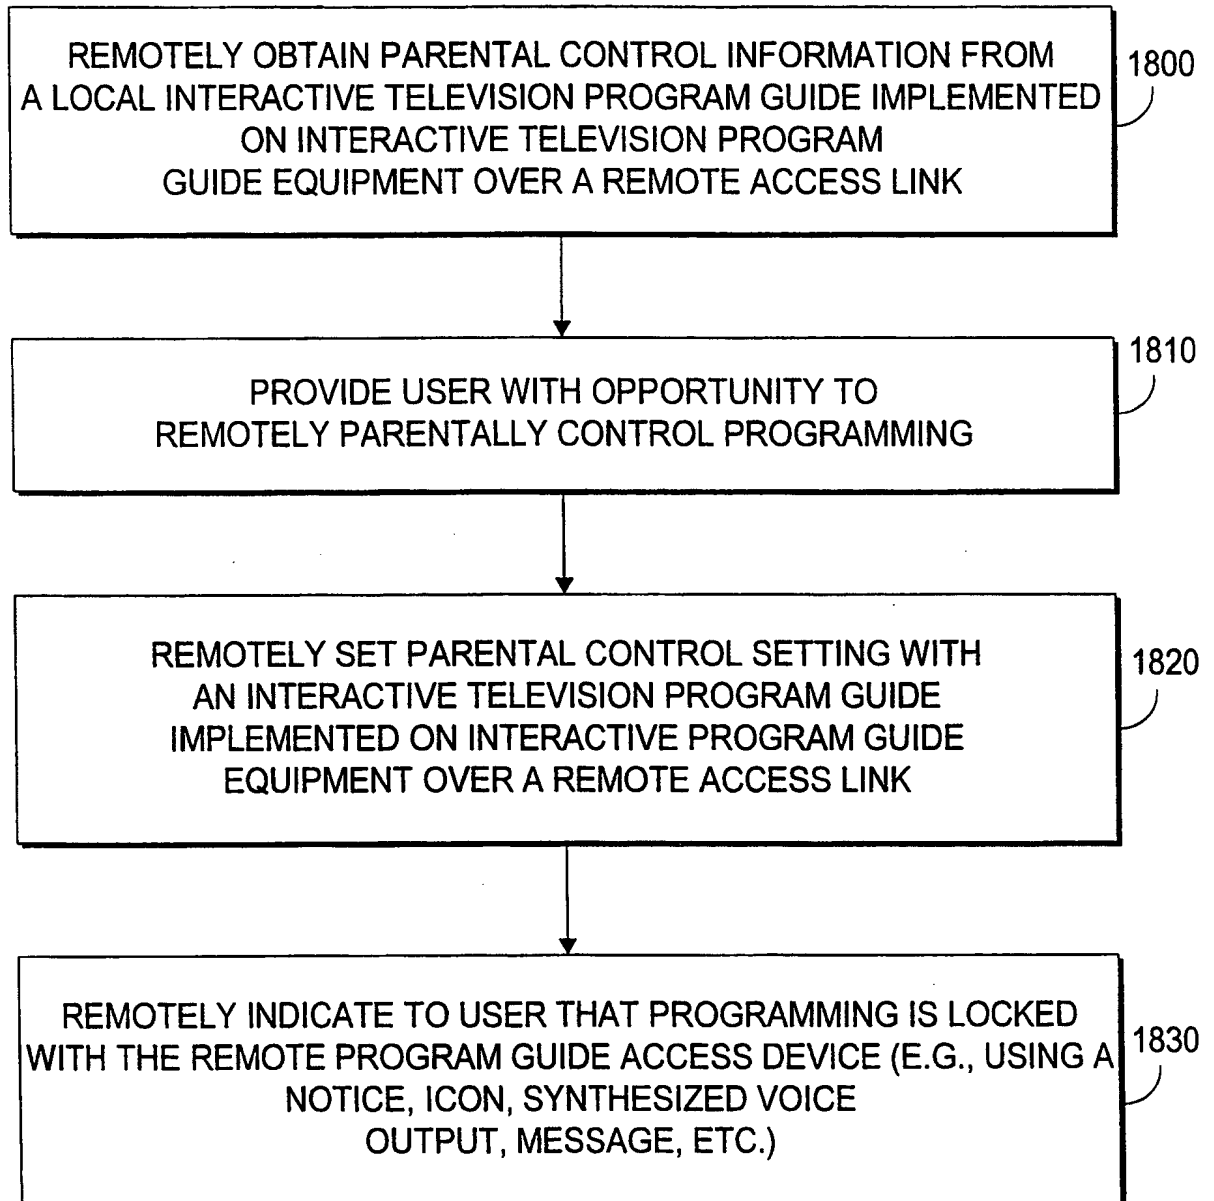 REMOTELY OBTAIN PARENTAL CONTROL INFORMATION FROM
A LOCAL INTERACTIVE TELEVISION PROGRAM GUIDE IMPLEMENTED
ON INTERACTIVE TELEVISION PROGRAM
GUIDE EQUIPMENT OVER A REMOTE ACCESS LINK
1800
PROVIDE USER WITH OPPORTUNITY TO
REMOTELY PARENTALLY CONTROL PROGRAMMING
1810
REMOTELY SET PARENTAL CONTROL SETTING WITH
AN INTERACTIVE TELEVISION PROGRAM GUIDE
IMPLEMENTED ON INTERACTIVE PROGRAM GUIDE
EQUIPMENT OVER A REMOTE ACCESS LINK
1820
REMOTELY INDICATE TO USER THAT PROGRAMMING IS LOCKED
WITH THE REMOTE PROGRAM GUIDE ACCESS DEVICE (E.G., USING A
NOTICE, ICON, SYNTHESIZED VOICE
OUTPUT, MESSAGE, ETC.)
1830